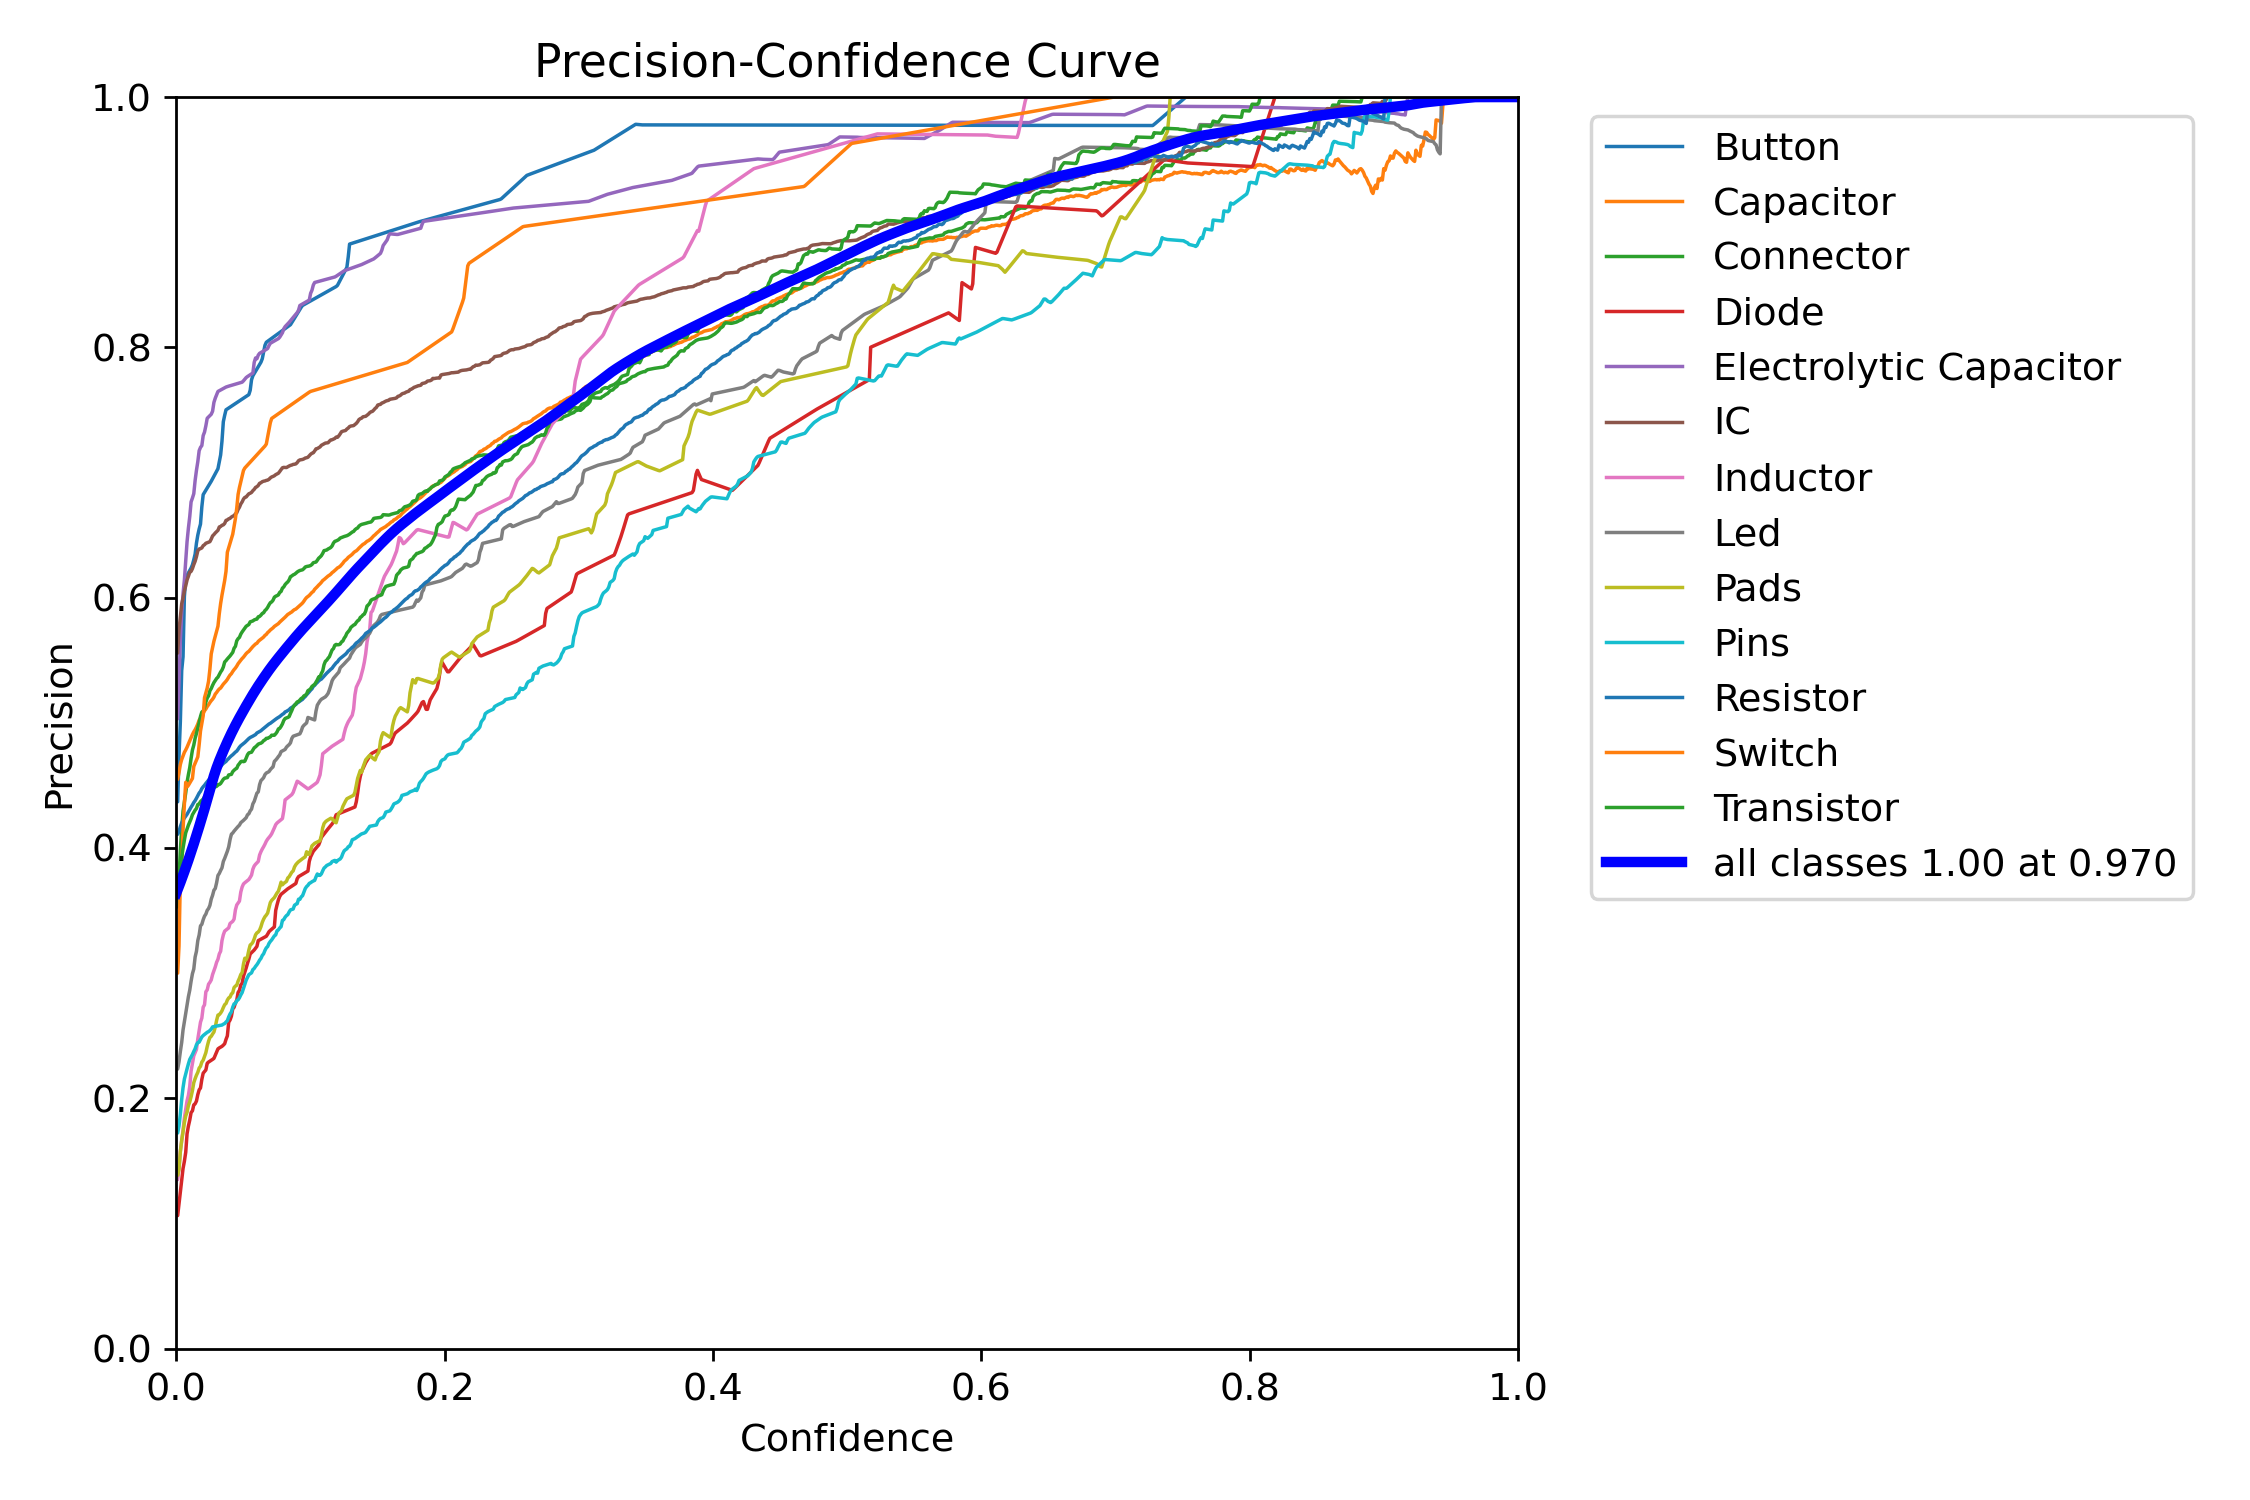 Precision-Confidence Curve
Precision
1.0
0.8
0.6
0.4
0.2
0.0
0.0 0.2 0.4 0.6 0.8 1.0
Confidence
Button
Capacitor
Connector
Diode
Electrolytic Capacitor
IC
Inductor
Led
Pads
Pins
Resistor
Switch
Transistor
all classes 1.00 at 0.970